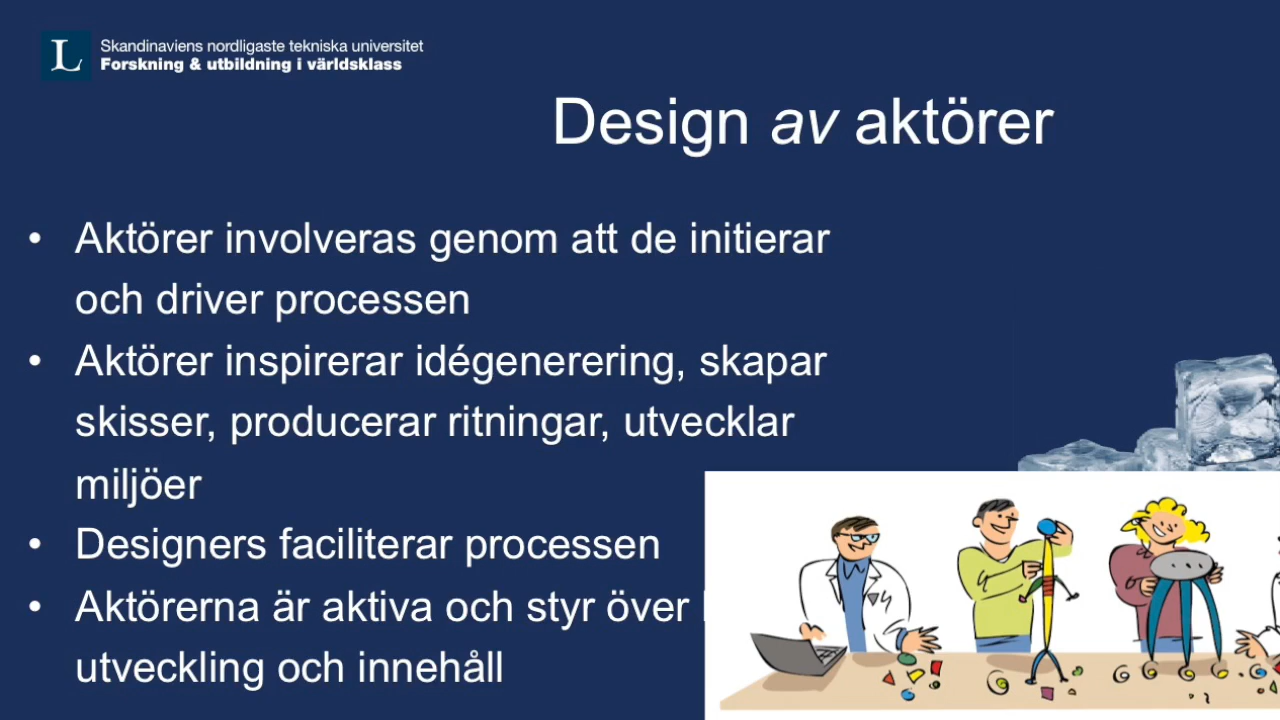 L
Skandinaviens nordligaste tekniska universitet
Forskning & utbildning i världsklass
Design av aktörer
• Aktörer involveras genom att de initierar
och driver processen
• Aktörer inspirerar idégenerering, skapar
skisser, producerar ritningar, utvecklar
miljöer
• Designers faciliterar processen
• Aktörerna är aktiva och styr över
utveckling och innehåll